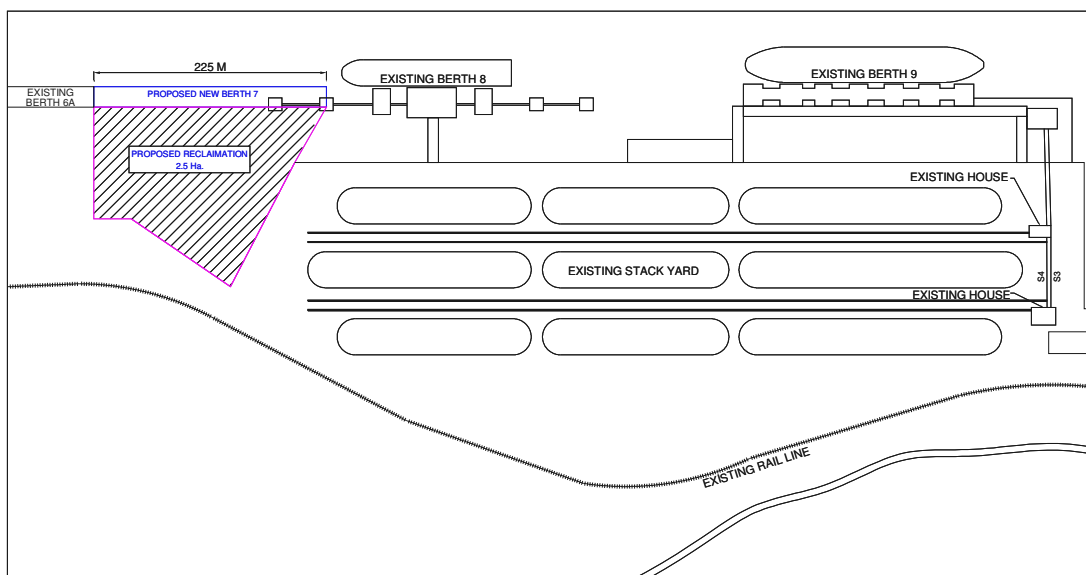 225 M
EXISTING
BERTH 6A
PROPOSED NEW BERTH 7
EXISTING BERTH 8
EXISTING BERTH 9
PROPOSED RECLAIMATION
2.5 Ha.
EXISTING HOUSE
EXISTING STACK YARD
S4
S3
EXISTING HOUSE
EXISTING RAIL LINE